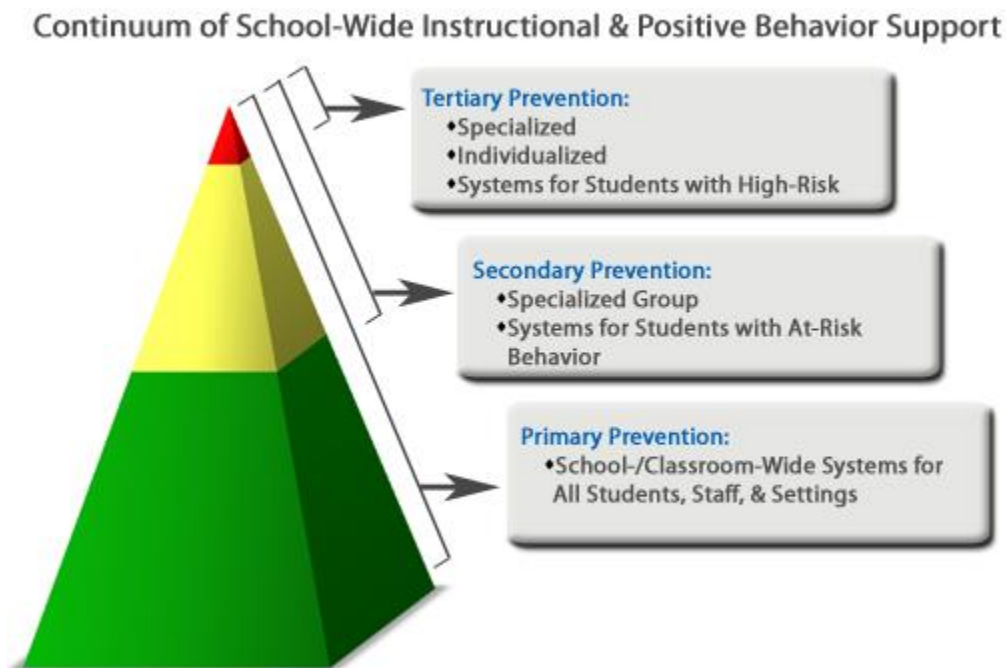 Continuum of School-Wide Instructional & Positive Behavior Support
Tertiary Prevention:
♦Specialized
♦Individualized
♦Systems for Students with High-Risk
Secondary Prevention:
♦Specialized Group
♦Systems for Students with At-Risk
Behavior
Primary Prevention:
♦School-/Classroom-Wide Systems for
All Students, Staff, & Settings